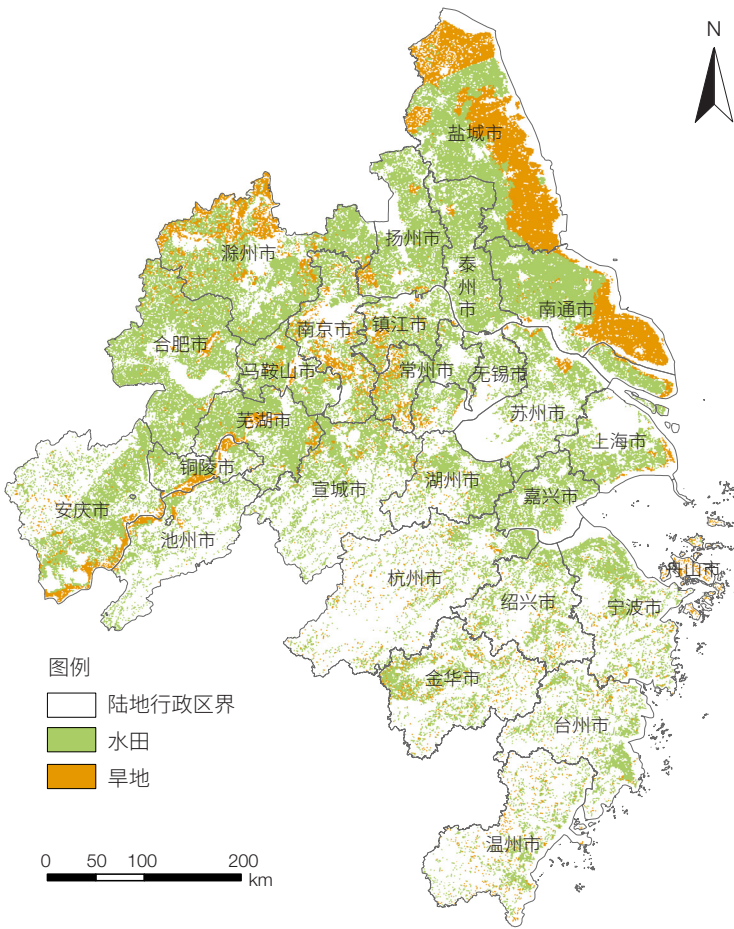 N
盐城市
扬州市
滁州市
泰州市
南通市
南京市
镇江市
合肥市
马鞍山市
常州市
无锡市
芜湖市
苏州市
上海市
铜陵市
宣城市
湖州市
嘉兴市
安庆市
池州市
舟山市
杭州市
绍兴市
宁波市
金华市
台州市
温州市
图例
陆地行政区界
水田
旱地
0 50 100 200
km